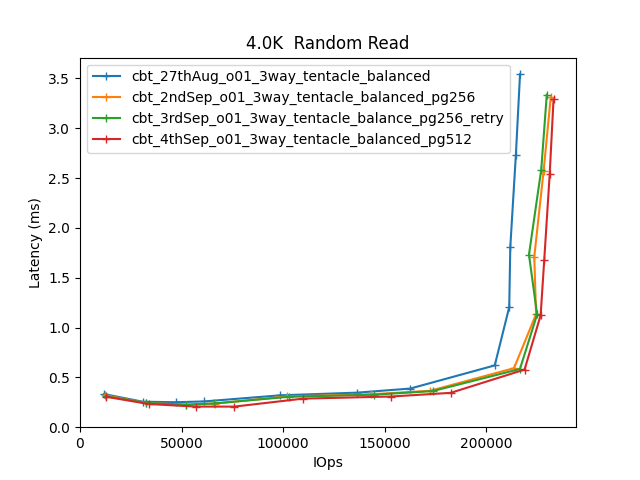 4.0K  Random Read
cbt_27thAug_o01_3way_tentacle_balanced
cbt_2ndSep_o01_3way_tentacle_balanced_pg256
cbt_3rdSep_o01_3way_tentacle_balance_pg256_retry
cbt_4thSep_o01_3way_tentacle_balanced_pg512
Latency (ms)
3.5
3.0
2.5
2.0
1.5
1.0
0.5
0.0
0 50000 100000 150000 200000
IOps